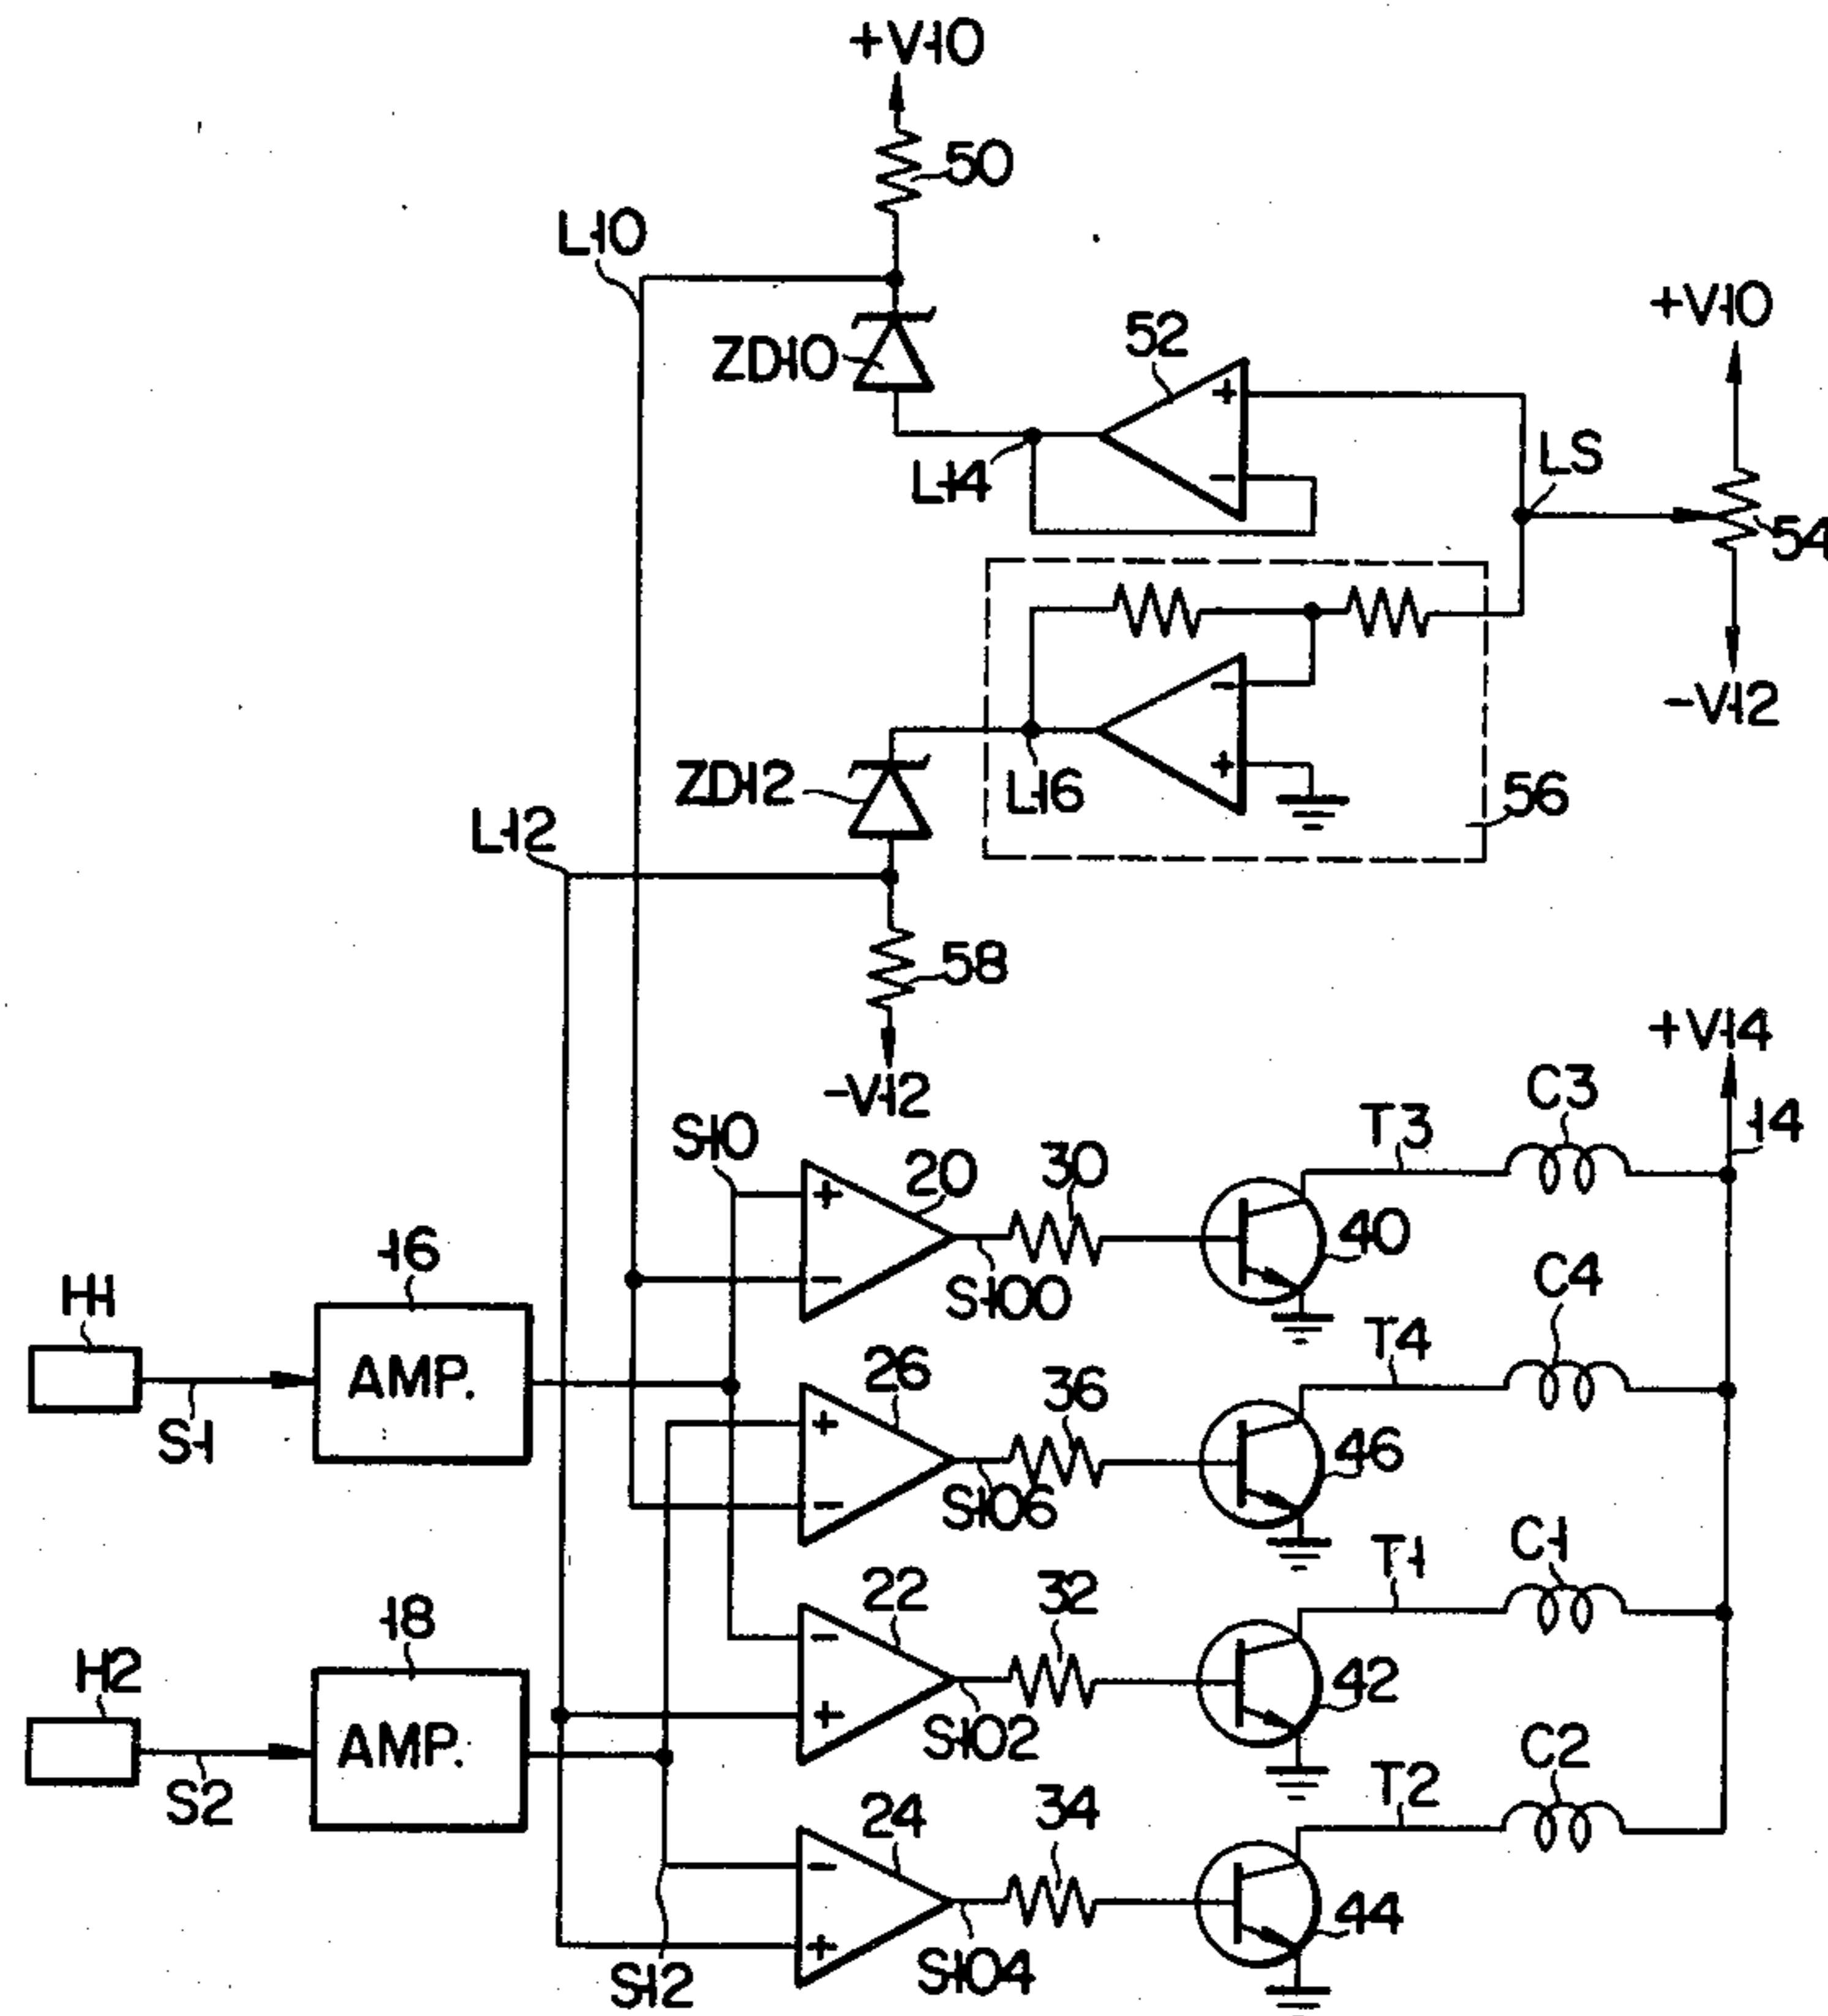 +V10
50
L10
+V10
52
ZD10
LS
L14
54
-V12
ZD12
L16
56
L12
58
+V14
-V12
C3
14
T3
S10
20
30
40
16
S100
C4
H1
T4
AMP.
26
36
46
S1
S106
C1
T1
22
32
18
H2
42
AMP.
S102
C2
T2
S2
24
34
44
S12
S104
+
-
-
+
+
-
+
-
-
+
-
+